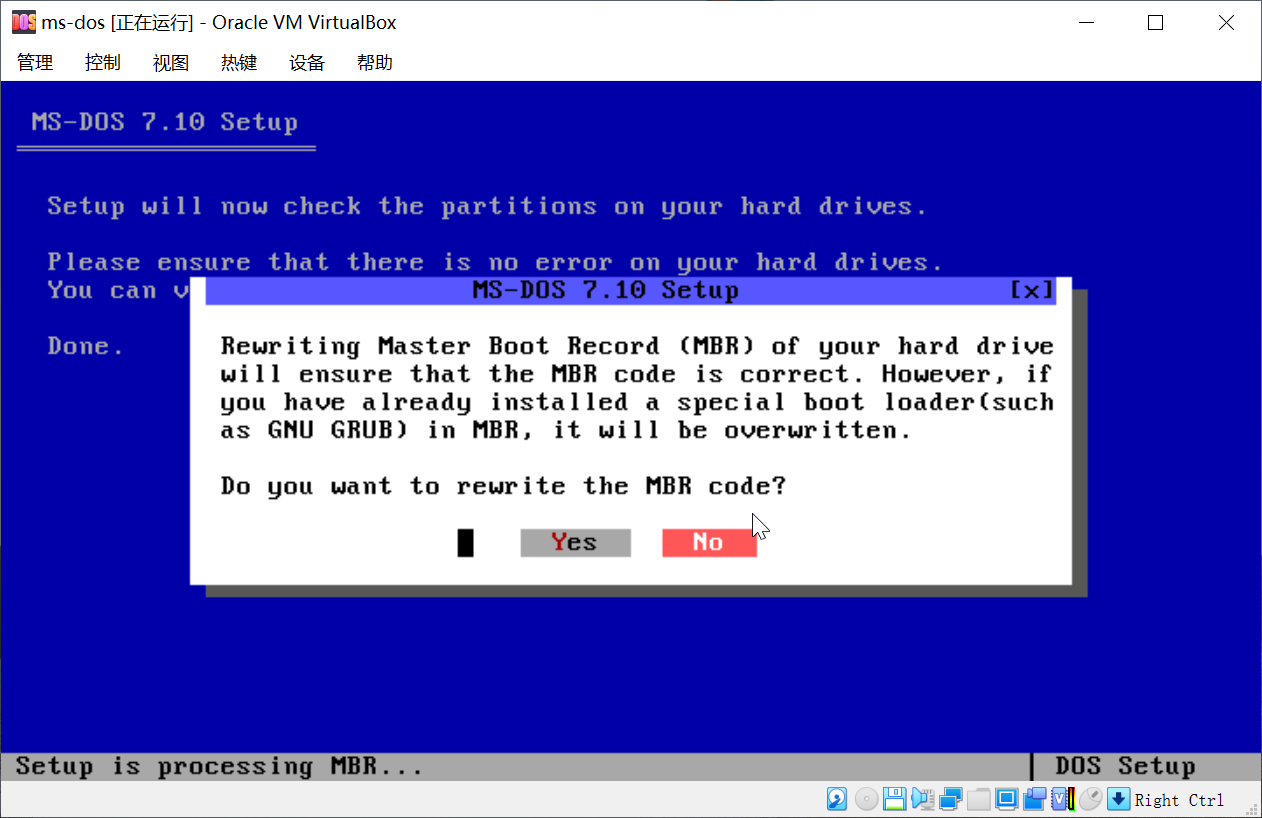 DOS ms-dos [正在运行] - Oracle VM VirtualBox
管理 控制 视图 热键 设备 帮助
MS-DOS 7.10 Setup
Setup will now check the partitions on your hard drives.
Please ensure that there is no error on your hard drives.
You can v
MS-DOS 7.10 Setup [x]
Done.
Rewriting Master Boot Record (MBR) of your hard drive
will ensure that the MBR code is correct. However, if
you have already installed a special boot loader(such
as GNU GRUB) in MBR, it will be overwritten.
Do you want to rewrite the MBR code?
Yes No
Setup is processing MBR... DOS Setup
Right Ctrl